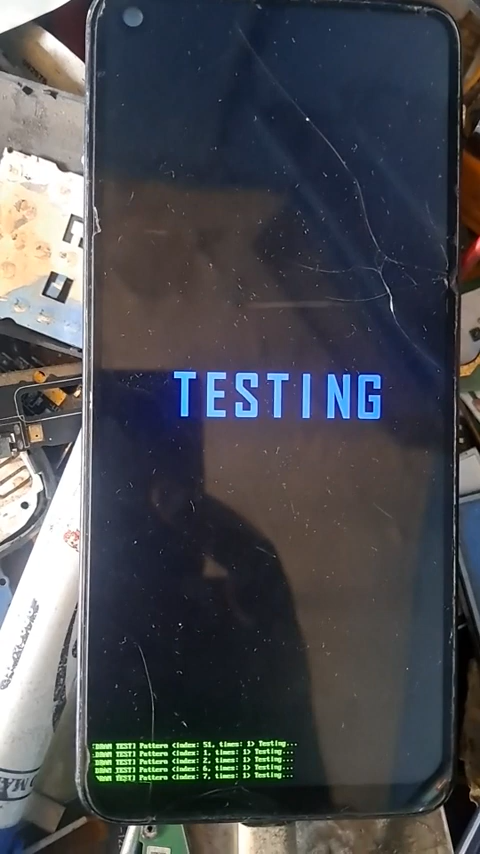 TESTING
[DRAM TEST] Pattern <index: 51, times: 1> Testing...
[DRAM TEST] Pattern <index: 1, times: 1> Testing...
[DRAM TEST] Pattern <index: 2, times: 1> Testing...
[DRAM TEST] Pattern <index: 6, times: 1> Testing...
DRAM TEST] Pattern <index: 7, times: 1> Testing...